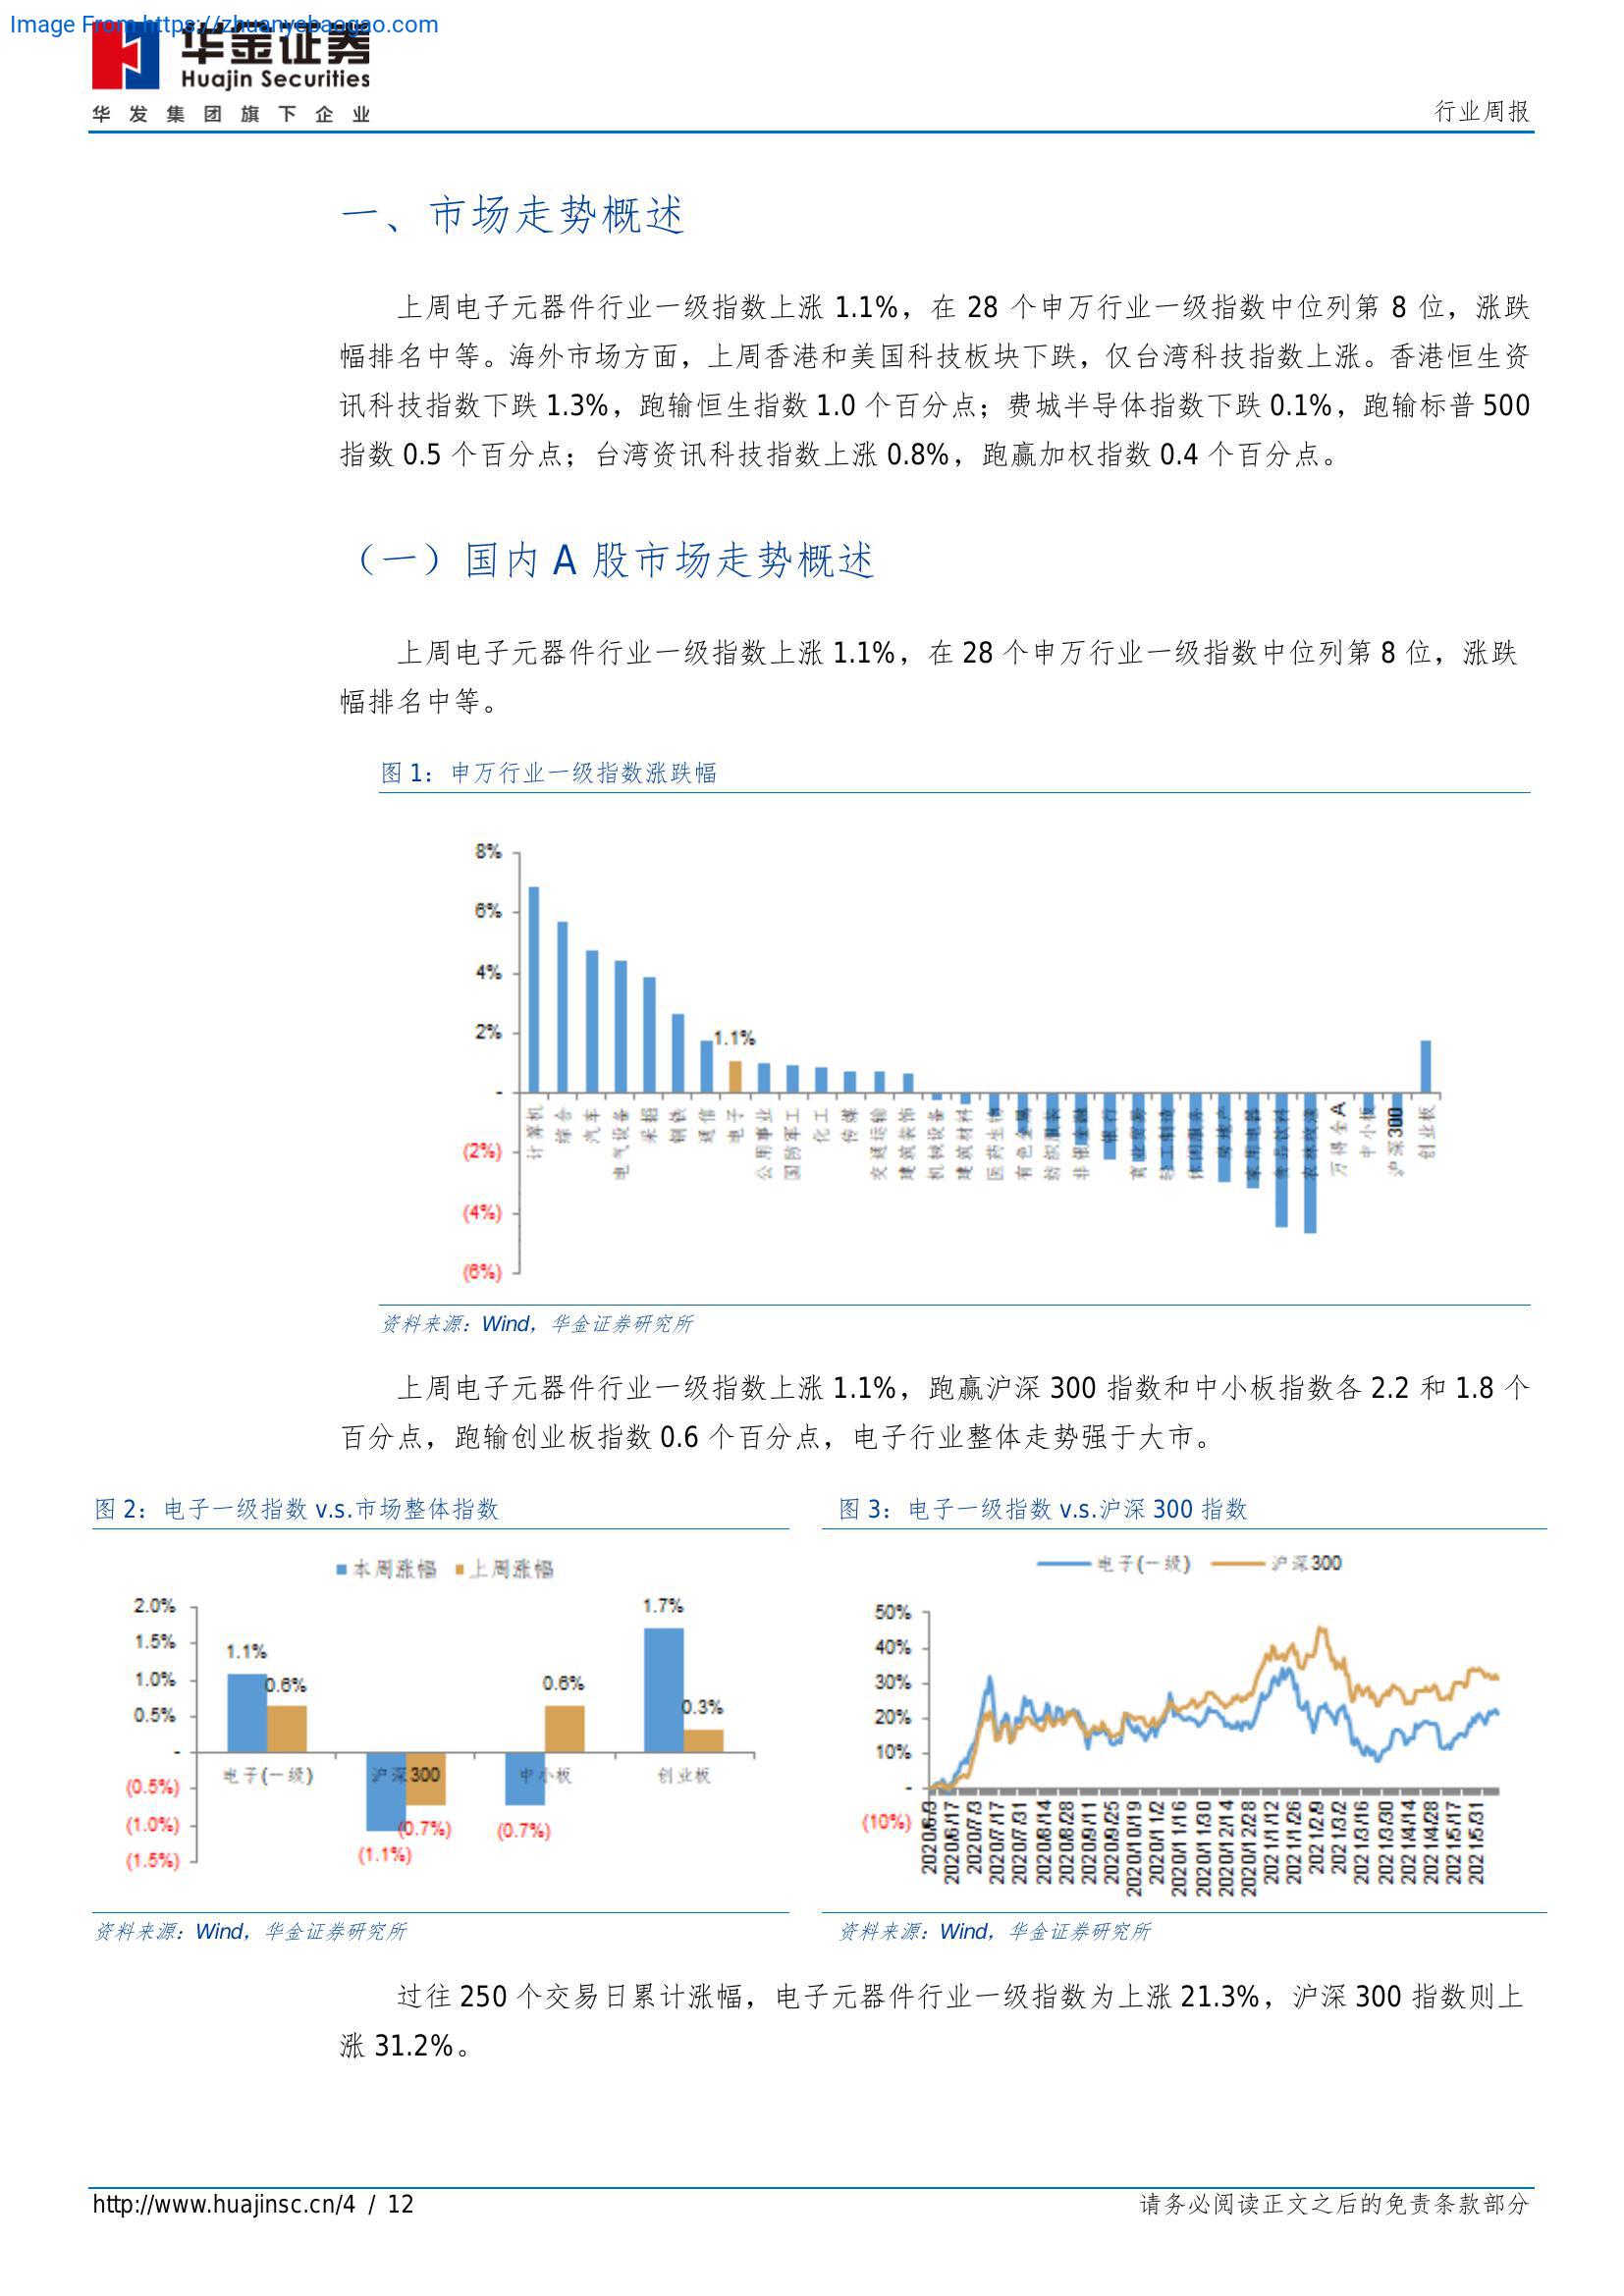 Image From https://zhuanyebaogao.com
华金证券
Huajin Securities
华发集团旗下企业
行业周报
一、市场走势概述
上周电子元器件行业一级指数上涨 1.1%，在 28 个申万行业一级指数中位列第 8 位，涨跌
幅排名中等。海外市场方面，上周香港和美国科技板块下跌，仅台湾科技指数上涨。香港恒生资
讯科技指数下跌 1.3%，跑输恒生指数 1.0 个百分点；费城半导体指数下跌 0.1%，跑输标普 500
指数 0.5 个百分点；台湾资讯科技指数上涨 0.8%，跑赢加权指数 0.4 个百分点。
（一）国内 A 股市场走势概述
上周电子元器件行业一级指数上涨 1.1%，在 28 个申万行业一级指数中位列第 8 位，涨跌
幅排名中等。
图 1：申万行业一级指数涨跌幅
8%
6%
4%
2%
-
(2%)
(4%)
(6%)
1.1%
计算机
综合
汽车
电气设备
采掘
钢铁
通信
电子
公用事业
国防军工
化工
传媒
交通运输
建筑装饰
机械设备
建筑材料
医药生物
有色金属
纺织服装
非银金融
银行
商业贸易
轻工制造
休闲服务
房地产
家用电器
食品饮料
农林牧渔
万得全A
中小板
沪深300
创业板
资料来源：Wind，华金证券研究所
上周电子元器件行业一级指数上涨 1.1%，跑赢沪深 300 指数和中小板指数各 2.2 和 1.8 个
百分点，跑输创业板指数 0.6 个百分点，电子行业整体走势强于大市。
图 2：电子一级指数 v.s.市场整体指数
本周涨幅 上周涨幅
2.0%
1.5%
1.0%
0.5%
-
(0.5%)
(1.0%)
(1.5%)
1.1%
0.6%
(1.1%)
(0.7%)
(0.7%)
0.6%
1.7%
0.3%
电子(一级)
沪深300
中小板
创业板
资料来源：Wind，华金证券研究所
图 3：电子一级指数 v.s.沪深 300 指数
电子(一级) 沪深300
50%
40%
30%
20%
10%
-
(10%)
2020/6/3
2020/6/17
2020/7/3
2020/7/17
2020/7/31
2020/8/14
2020/8/28
2020/9/11
2020/9/25
2020/10/19
2020/11/2
2020/11/16
2020/11/30
2020/12/14
2020/12/28
2021/1/12
2021/1/26
2021/2/9
2021/3/2
2021/3/16
2021/3/30
2021/4/14
2021/4/28
2021/5/17
2021/5/31
资料来源：Wind，华金证券研究所
过往 250 个交易日累计涨幅，电子元器件行业一级指数为上涨 21.3%，沪深 300 指数则上
涨 31.2%。
http://www.huajinsc.cn/4 / 12
请务必阅读正文之后的免责条款部分